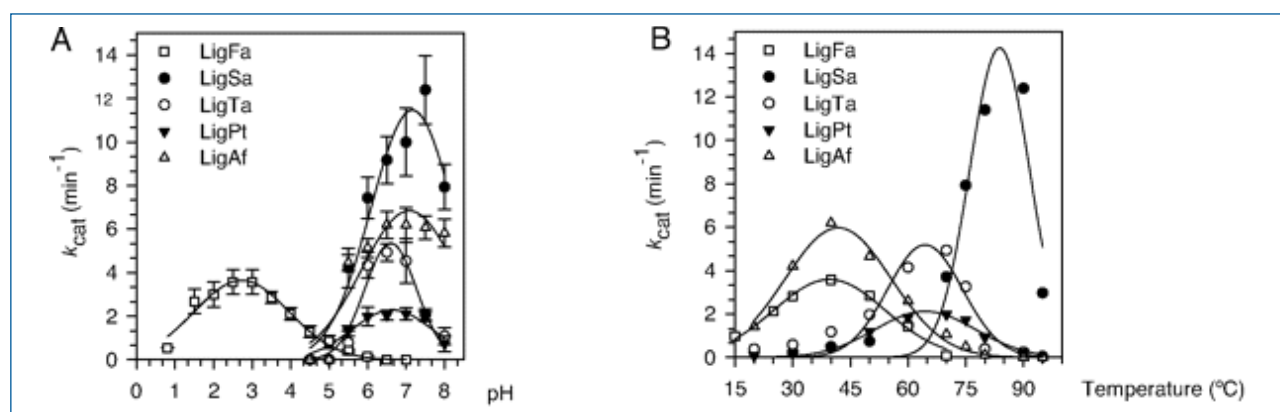 A
B
LigFa
LigSa
LigTa
LigPt
LigAf
LigFa
LigSa
LigTa
LigPt
LigAf
14
12
10
8
6
4
2
0
14
12
10
8
6
4
2
0
kcat (min⁻¹)
kcat (min⁻¹)
0 1 2 3 4 5 6 7 8 pH
15 30 45 60 75 90 Temperature (ºC)